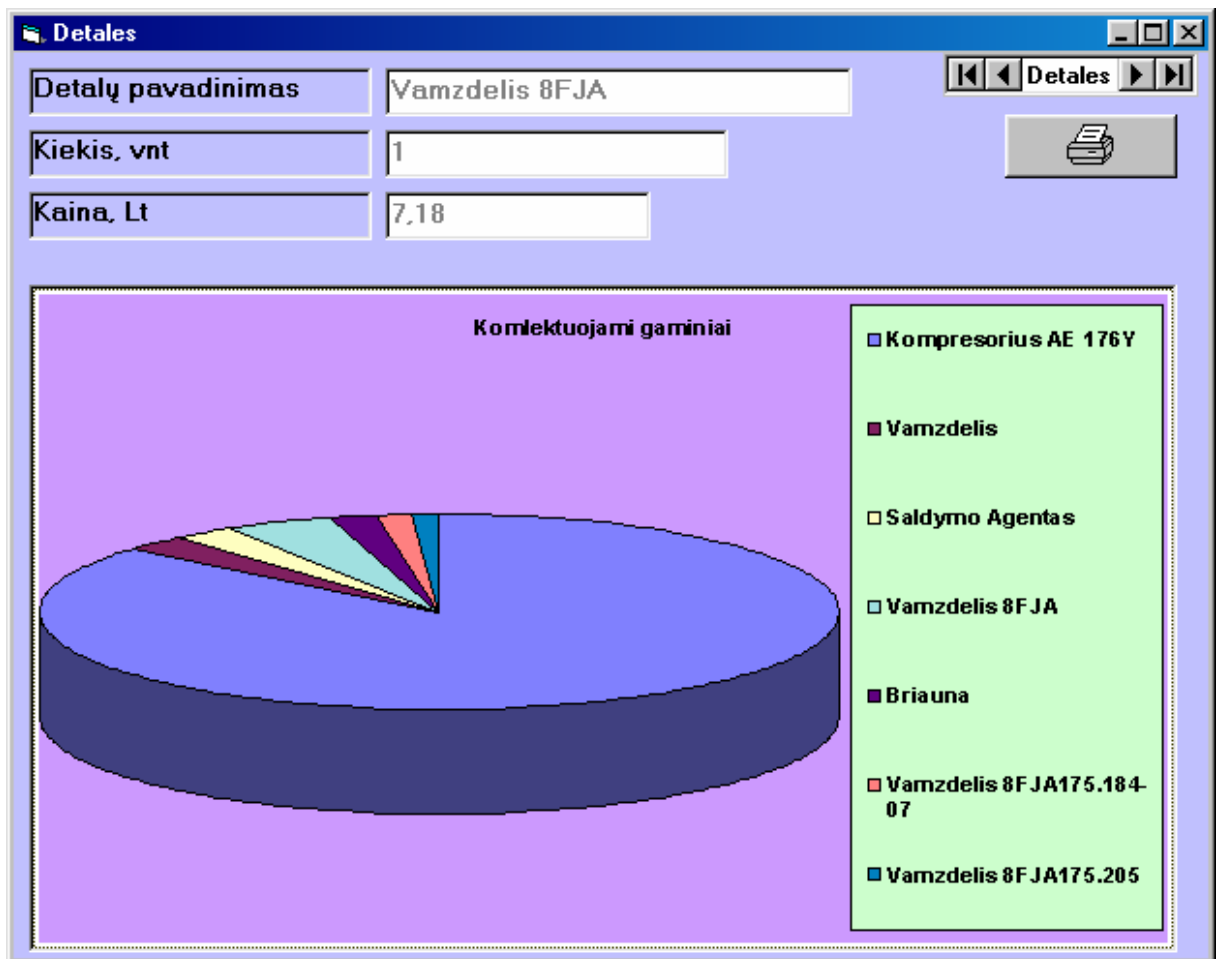 Detales
Detalų pavadinimas
Vamzdelis 8FJA
Detales
Kiekis, vnt
1
Kaina, Lt
7,18
Komlektuojami gaminiai
Kompresorius AE 176Y
Vamzdelis
Saldymo Agentas
Vamzdelis 8FJA
Briauna
Vamzdelis 8FJA175.184-
07
Vamzdelis 8FJA175.205